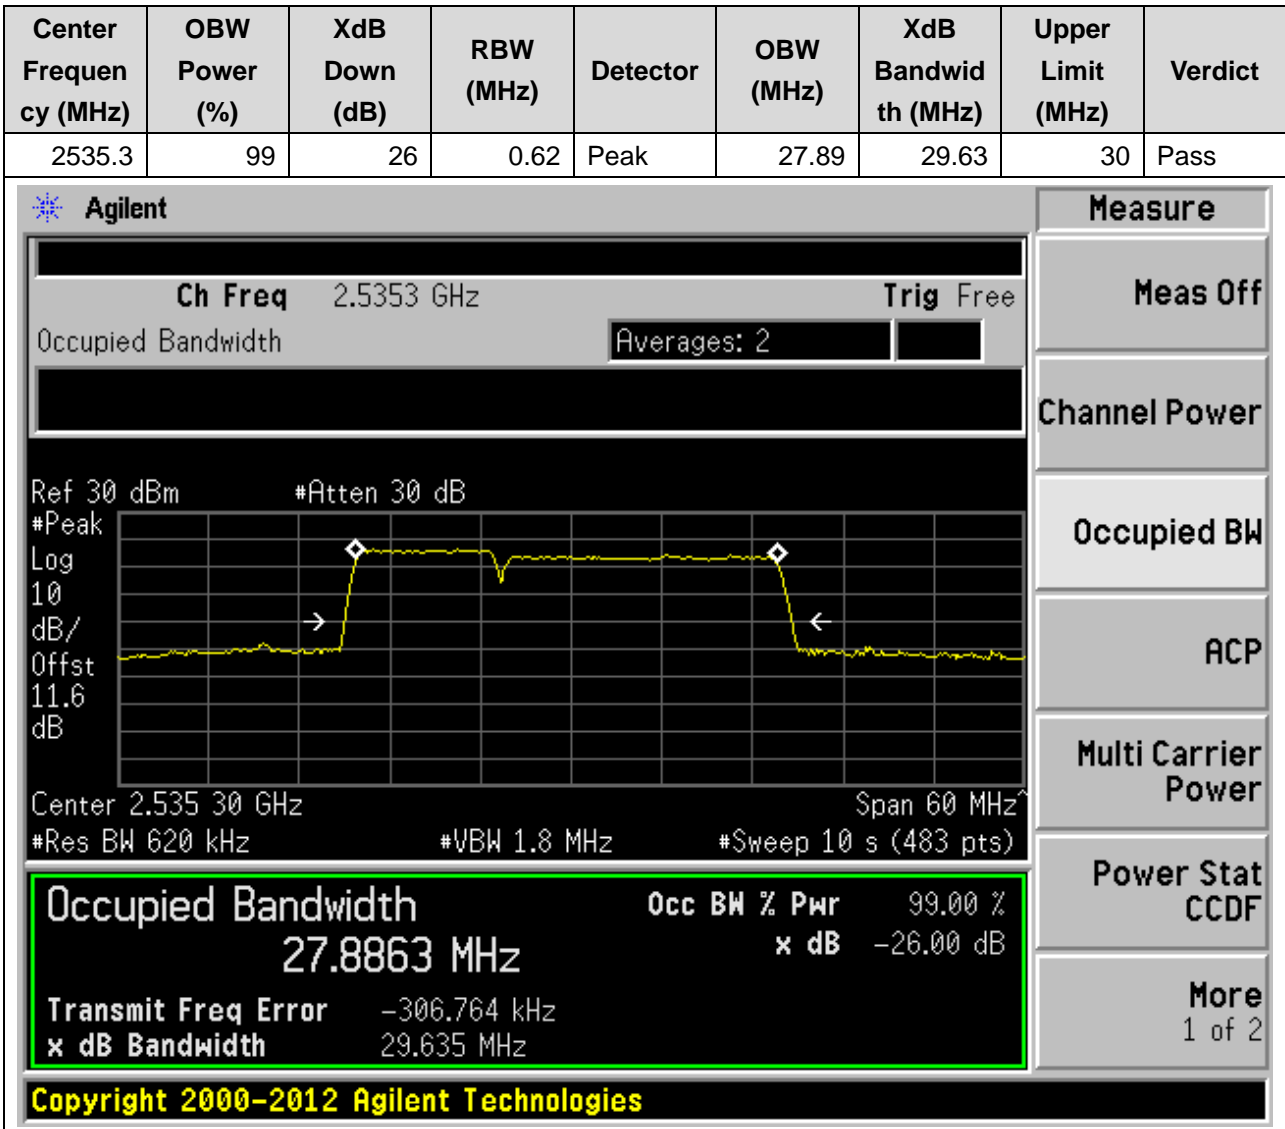 Center Frequen cy (MHz) OBW Power (%) XdB Down (dB) RBW (MHz) Detector OBW (MHz) XdB Bandwid th (MHz) Upper Limit (MHz) Verdict
2535.3 99 26 0.62 Peak 27.89 29.63 30 Pass
Agilent
Measure
Ch Freq 2.5353 GHz Trig Free
Meas Off
Occupied Bandwidth Averages: 2
Channel Power
Ref 30 dBm #Atten 30 dB
#Peak
Log
10
dB/
Offst
11.6
dB
Occupied BW
ACP
Center 2.535 30 GHz Span 60 MHz^
#Res BW 620 kHz #VBW 1.8 MHz #Sweep 10 s (483 pts)
Multi Carrier
Power
Occupied Bandwidth Occ BW % Pwr 99.00 %
27.8863 MHz x dB -26.00 dB
Transmit Freq Error -306.764 kHz
x dB Bandwidth 29.635 MHz
Power Stat
CCDF
More
1 of 2
Copyright 2000-2012 Agilent Technologies